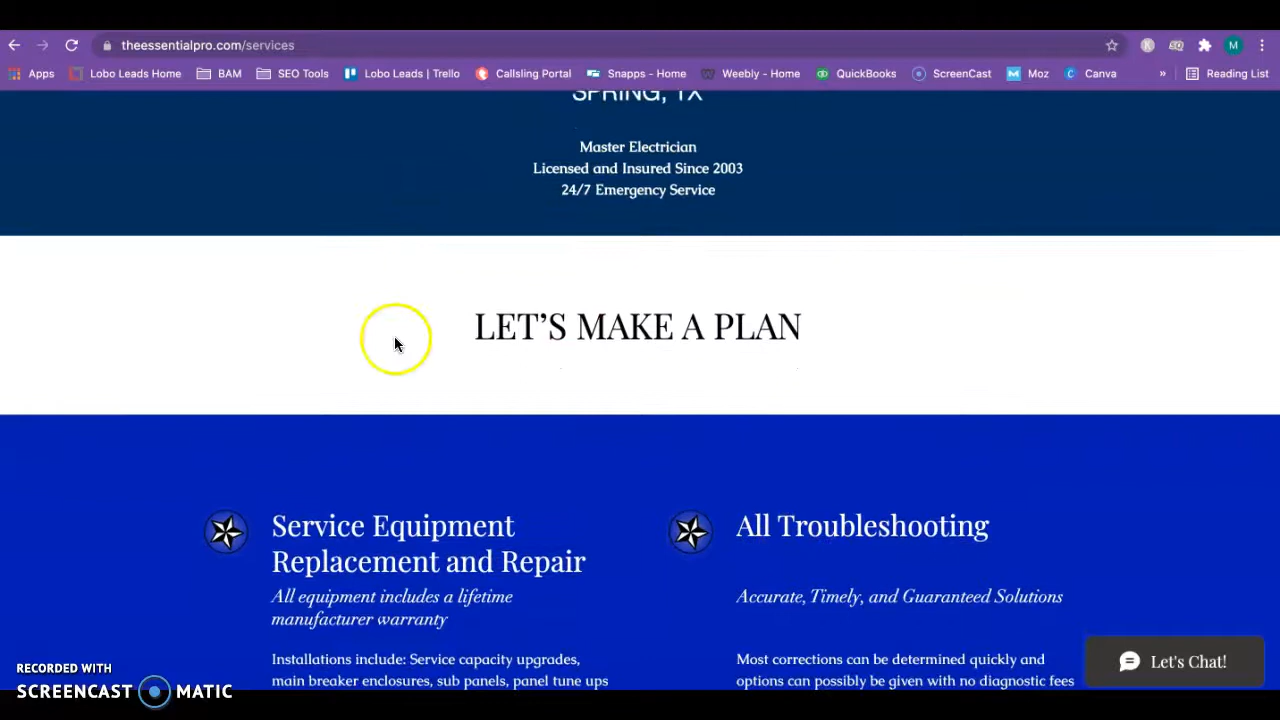 theessentialpro.com/services
M
Apps Lobo Leads Home BAM SEO Tools Lobo Leads | Trello Callsling Portal Snapps - Home Weebly - Home QuickBooks ScreenCast Moz Canva » Reading List
SPRING, TX
Master Electrician
Licensed and Insured Since 2003
24/7 Emergency Service
LET'S MAKE A PLAN
Service Equipment
Replacement and Repair
All equipment includes a lifetime
manufacturer warranty
Installations include: Service capacity upgrades,
main breaker enclosures, sub panels, panel tune ups
All Troubleshooting
Accurate, Timely, and Guaranteed Solutions
Most corrections can be determined quickly and
options can possibly be given with no diagnostic fees
Let's Chat!
RECORDED WITH
SCREENCAST MATIC